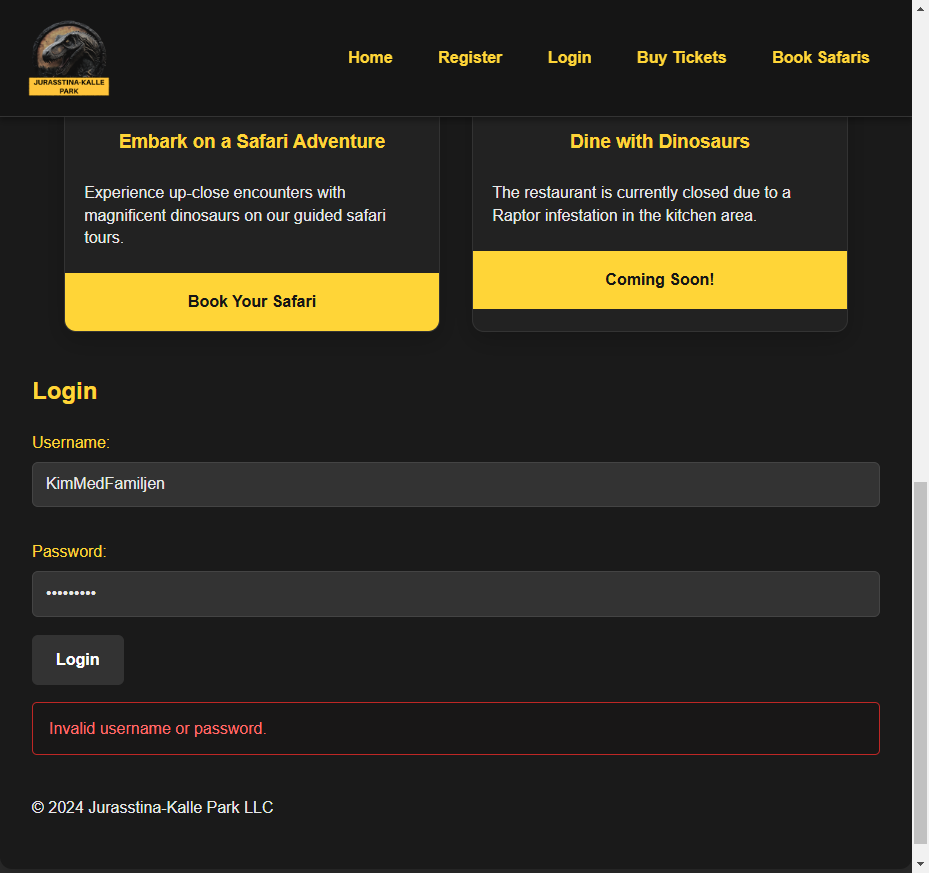 JURASSTINA-KALLE
PARK
Home
Register
Login
Buy Tickets
Book Safaris
Embark on a Safari Adventure
Experience up-close encounters with
magnificent dinosaurs on our guided safari
tours.
Book Your Safari
Dine with Dinosaurs
The restaurant is currently closed due to a
Raptor infestation in the kitchen area.
Coming Soon!
Login
Username:
KimMedFamiljen
Password:
•••••••••
Login
Invalid username or password.
© 2024 Jurasstina-Kalle Park LLC